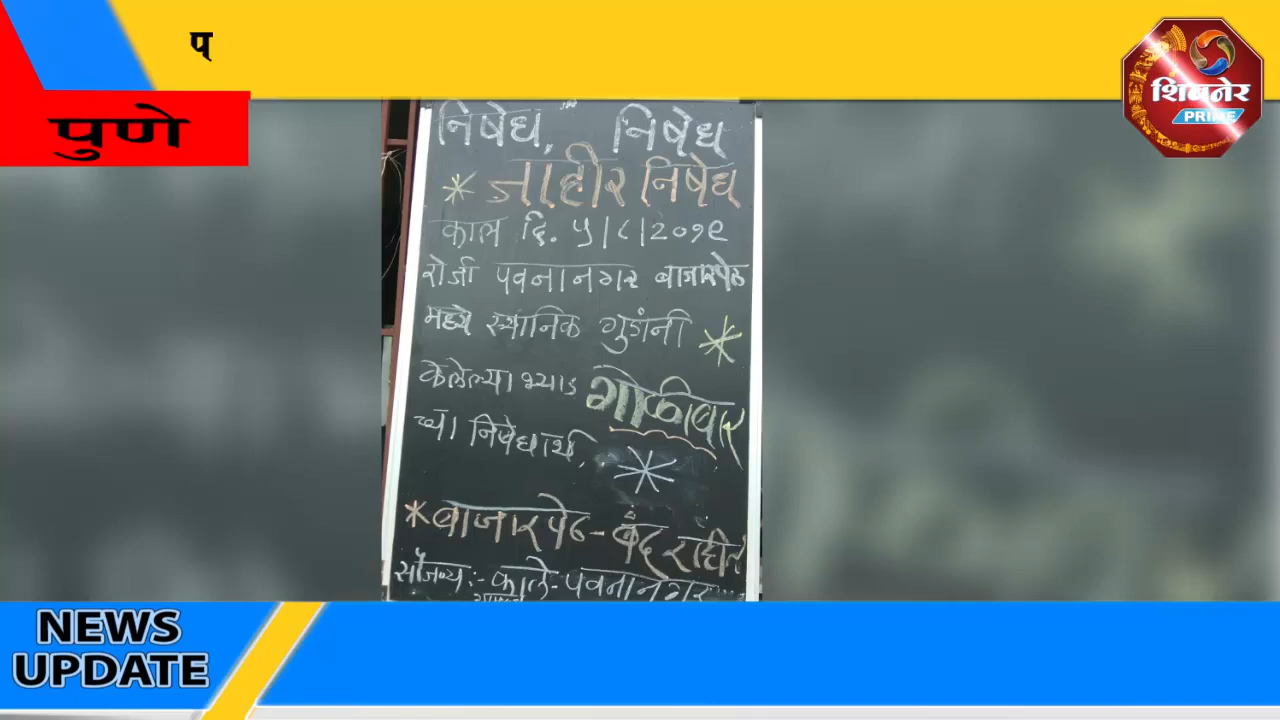 प
पुणे
शिवनेर
PRIME
निषेध, निषेध
* जाहीर निषेध
काल दि. ५/८/२०१९
रोजी पवनानगर बाजारपेठ
मध्ये स्थानिक गुडांनी *
केलेल्या भ्याड गोळीबार
च्या निषेधार्थ, *
* बाजारपेठ - बंद राहील
सौजन्य :- काले - पवनानगर
NEWS
UPDATE